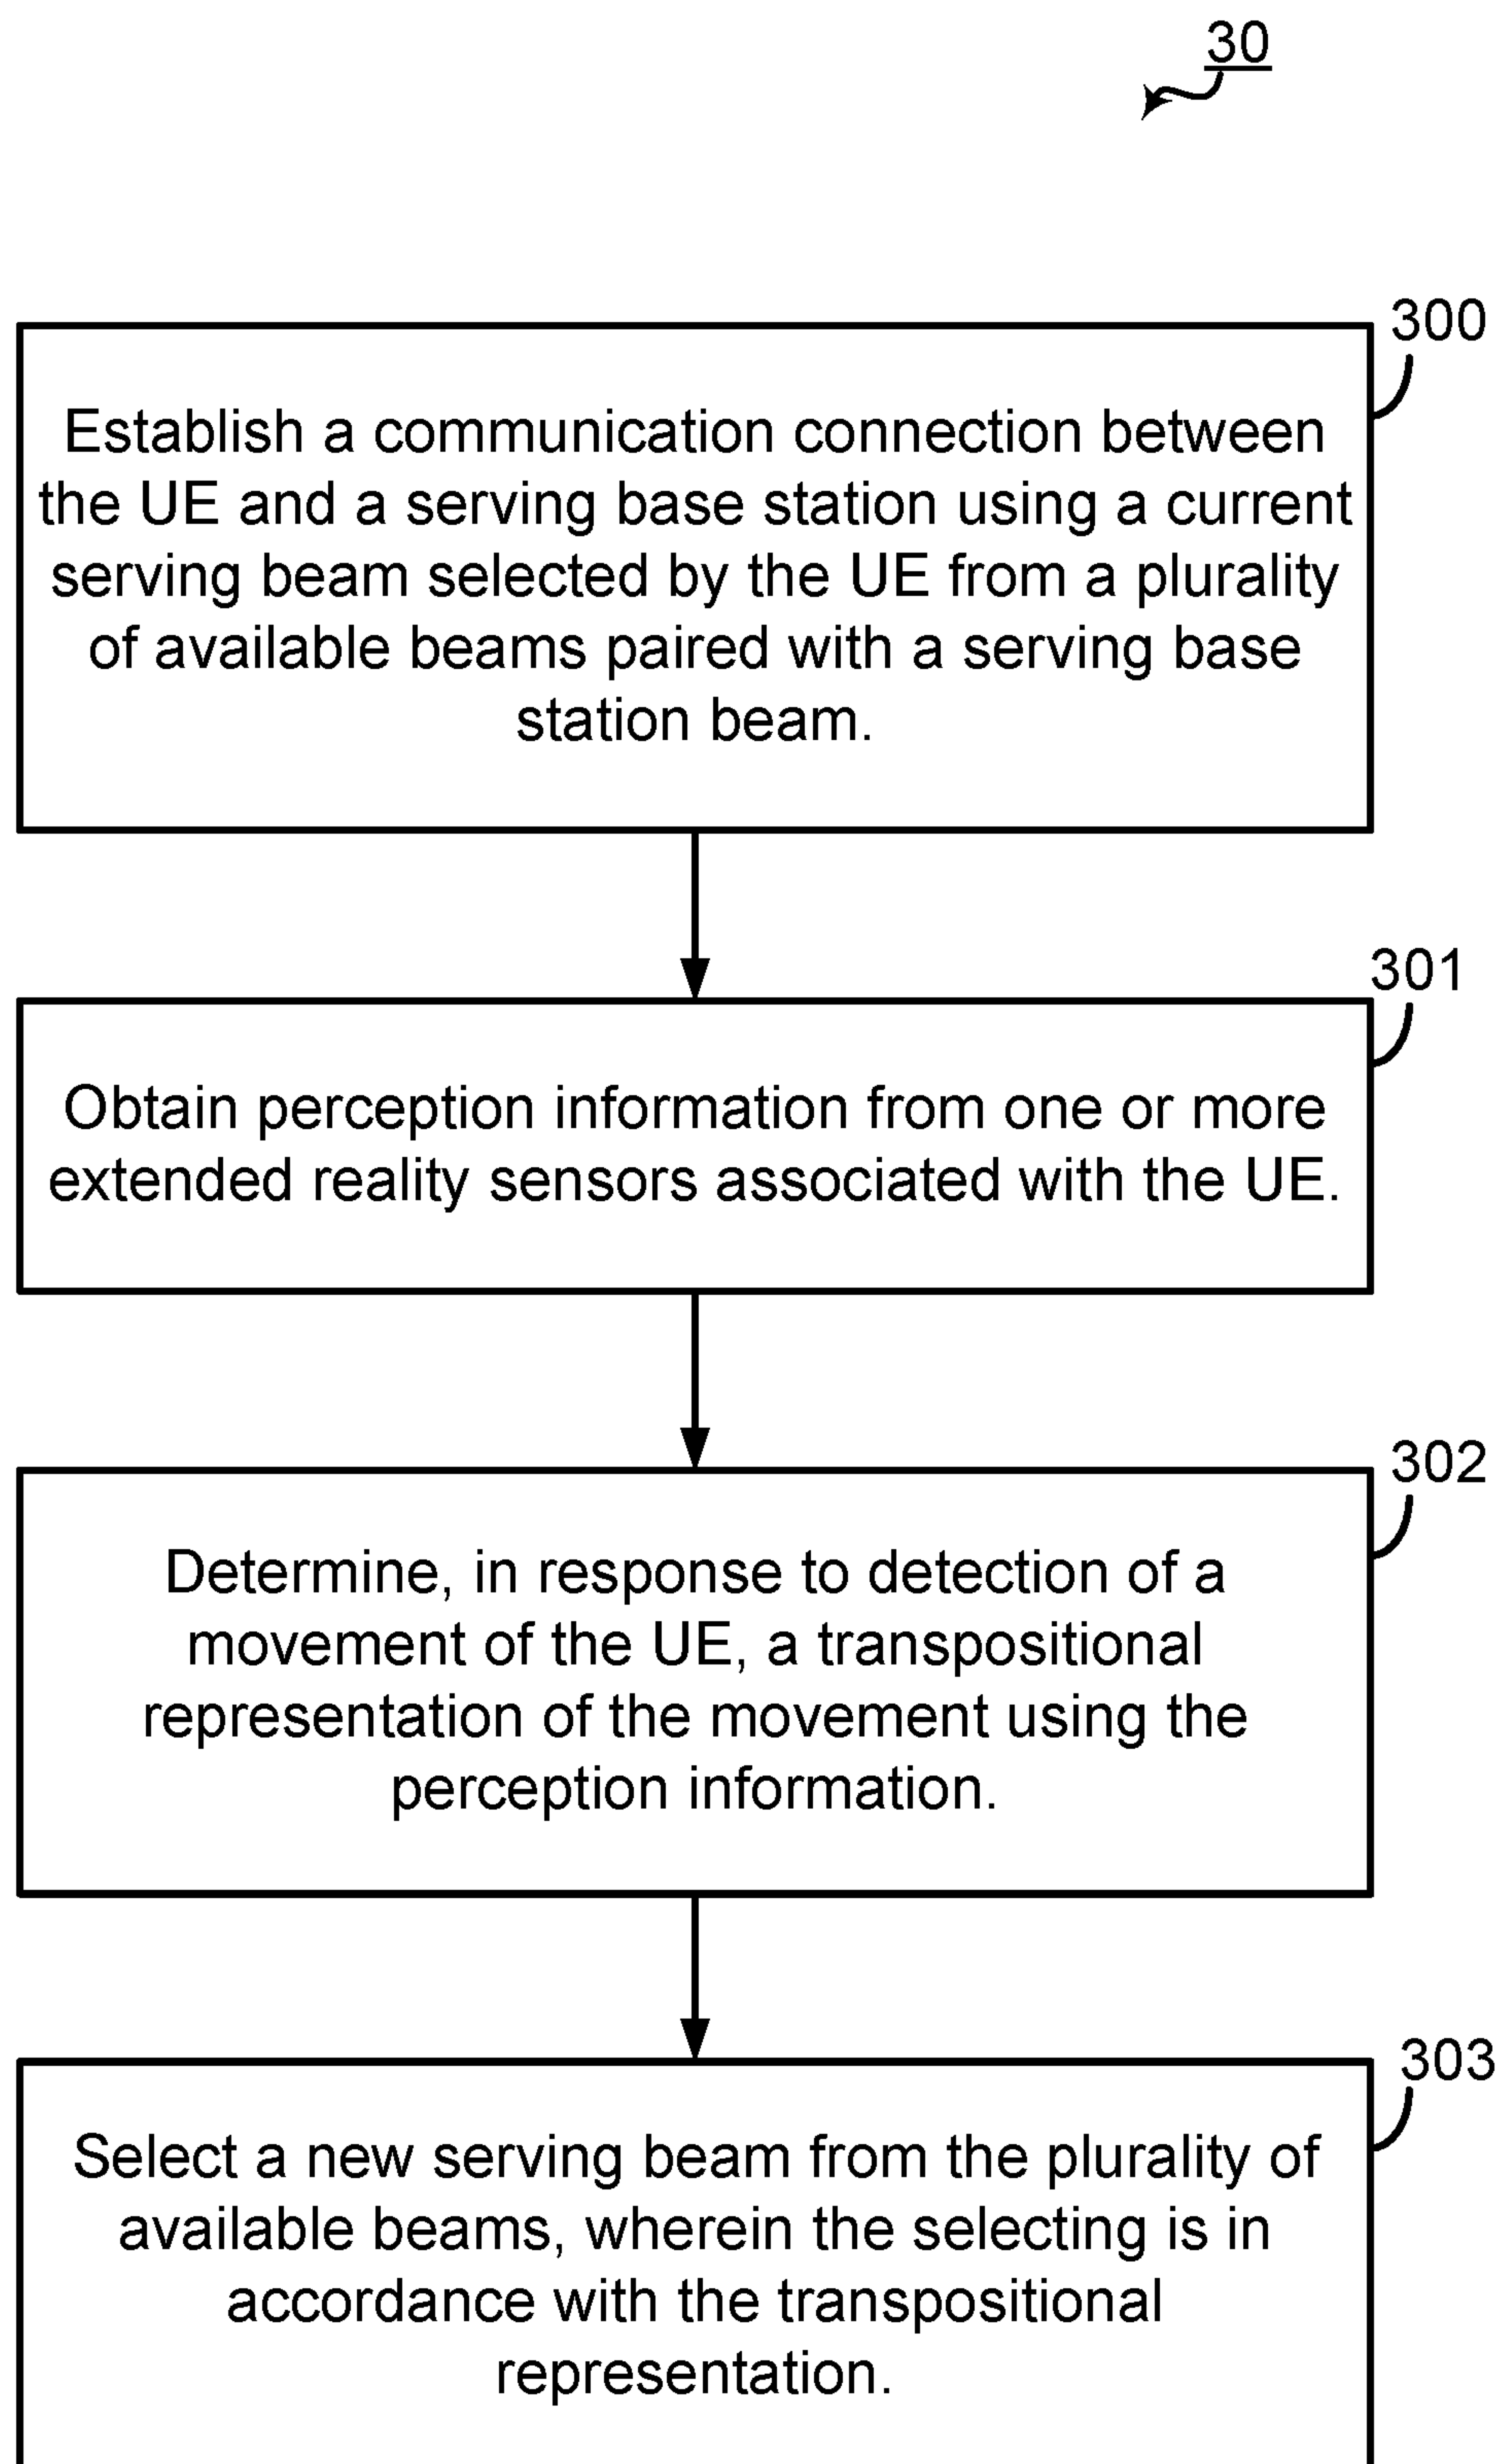 30
300
Establish a communication connection between
the UE and a serving base station using a current
serving beam selected by the UE from a plurality
of available beams paired with a serving base
station beam.
301
Obtain perception information from one or more
extended reality sensors associated with the UE.
302
Determine, in response to detection of a
movement of the UE, a transpositional
representation of the movement using the
perception information.
303
Select a new serving beam from the plurality of
available beams, wherein the selecting is in
accordance with the transpositional
representation.